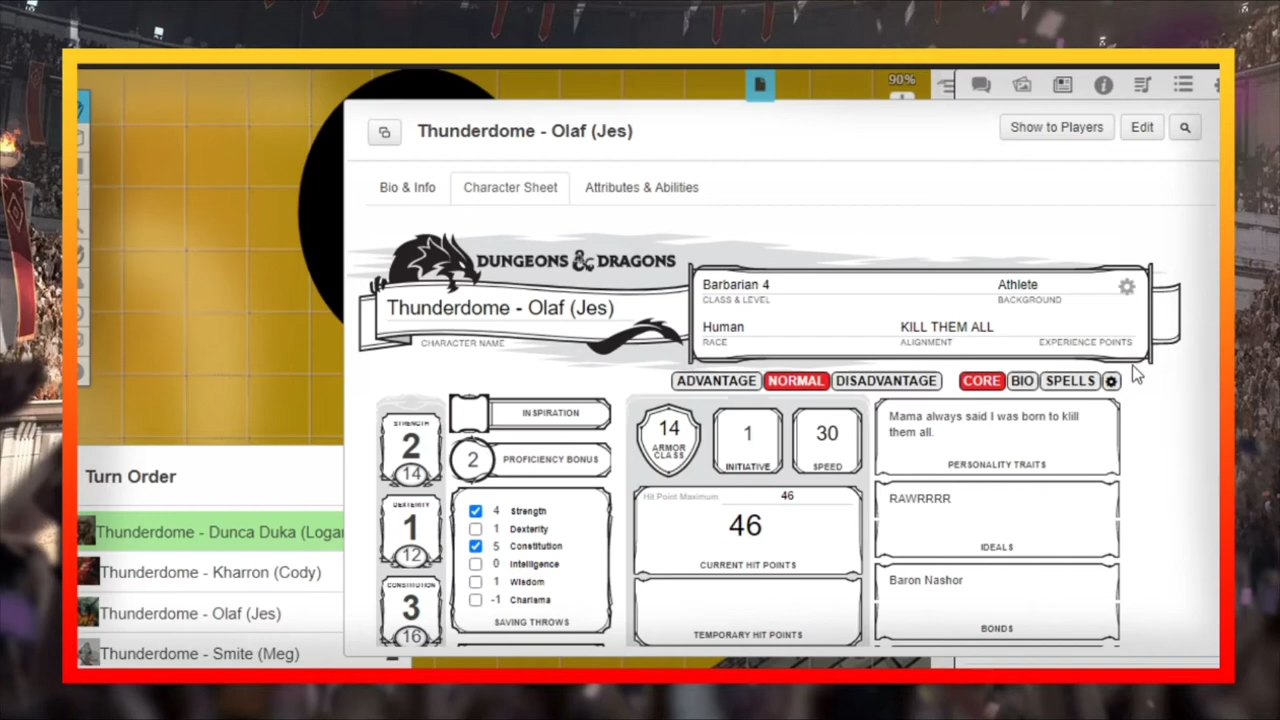 90%
Thunderdome - Olaf (Jes)
Show to Players
Edit
Bio & Info
Character Sheet
Attributes & Abilities
DUNGEONS & DRAGONS
Thunderdome - Olaf (Jes)
CHARACTER NAME
Barbarian 4
Athlete
CLASS & LEVEL
BACKGROUND
Human
KILL THEM ALL
RACE
ALIGNMENT
EXPERIENCE POINTS
ADVANTAGE
NORMAL
DISADVANTAGE
CORE
BIO
SPELLS
STRENGTH
2
14
DEXTERITY
1
12
CONSTITUTION
3
16
INSPIRATION
2
PROFICIENCY BONUS
4 Strength
1 Dexterity
5 Constitution
0 Intelligence
1 Wisdom
-1 Charisma
SAVING THROWS
14
ARMOR
CLASS
1
INITIATIVE
30
SPEED
Hit Point Maximum 46
46
CURRENT HIT POINTS
TEMPORARY HIT POINTS
Mama always said I was born to klill
them all.
PERSONALITY TRAITS
RAWRRRR
IDEALS
Baron Nashor
BONDS
Turn Order
Thunderdome - Dunca Duka (Logan
Thunderdome - Kharron (Cody)
Thunderdome - Olaf (Jes)
Thunderdome - Smite (Meg)